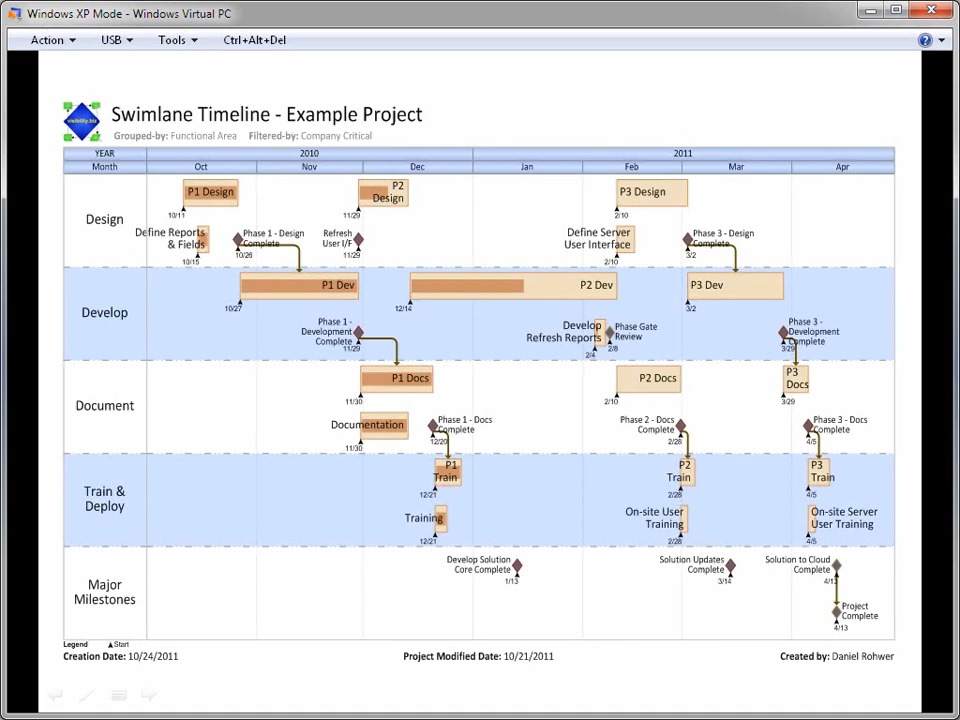 Windows XP Mode - Windows Virtual PC
Action USB Tools Ctrl+Alt+Del
visibility.biz
Swimlane Timeline - Example Project
Grouped-by: Functional Area Filtered-by: Company Critical
YEAR 2010 2011
Month Oct Nov Dec Jan Feb Mar Apr
Design
P1 Design
10/11
P2
Design
11/29
P3 Design
2/10
Define Reports
& Fields
10/15
Phase 1 - Design
Complete
10/26
Refresh
User I/F
11/29
Define Server
User Interface
2/10
Phase 3 - Design
Complete
3/2
Develop
P1 Dev
10/27
P2 Dev
12/14
P3 Dev
3/2
Phase 1 -
Development
Complete
11/29
Develop
Refresh Reports
2/4
Phase Gate
Review
2/8
Phase 3 -
Development
Complete
3/29
Document
P1 Docs
11/30
P2 Docs
2/10
P3
Docs
3/29
Documentation
11/30
Phase 1 - Docs
Complete
12/20
Phase 2 - Docs
Complete
2/28
Phase 3 - Docs
Complete
4/5
Train &
Deploy
P1
Train
12/21
P2
Train
2/28
P3
Train
4/5
Training
12/21
On-site User
Training
2/28
On-site Server
User Training
4/5
Major
Milestones
Develop Solution
Core Complete
1/13
Solution Updates
Complete
3/14
Solution to Cloud
Complete
4/13
Project
Complete
4/13
Legend Start
Creation Date: 10/24/2011 Project Modified Date: 10/21/2011 Created by: Daniel Rohwer